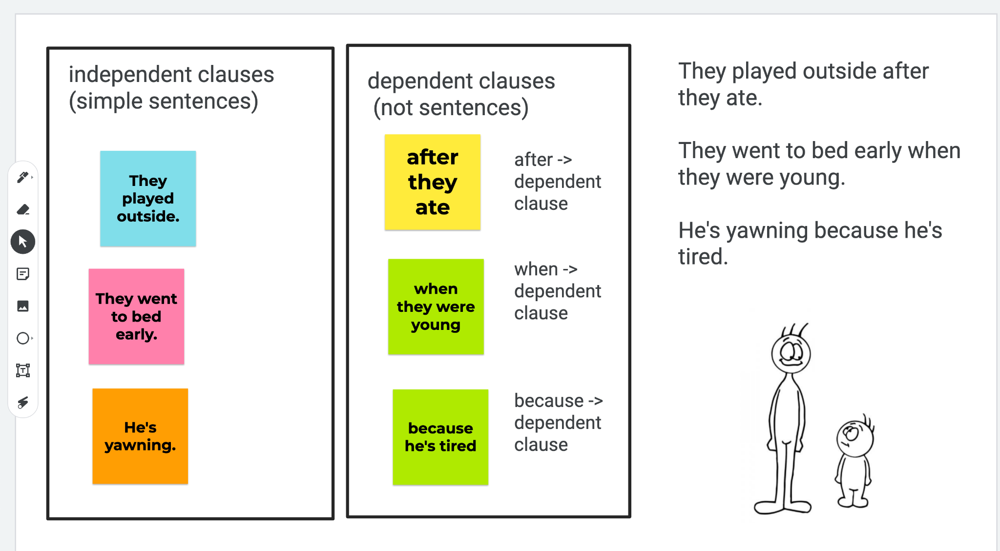 independent clauses
(simple sentences)
They
played
outside.
They went
to bed
early.
He's
yawning.
dependent clauses
(not sentences)
after
they
ate
after ->
dependent
clause
when
they were
young
when ->
dependent
clause
because
he's tired
because ->
dependent
clause
They played outside after
they ate.
They went to bed early when
they were young.
He's yawning because he's
tired.